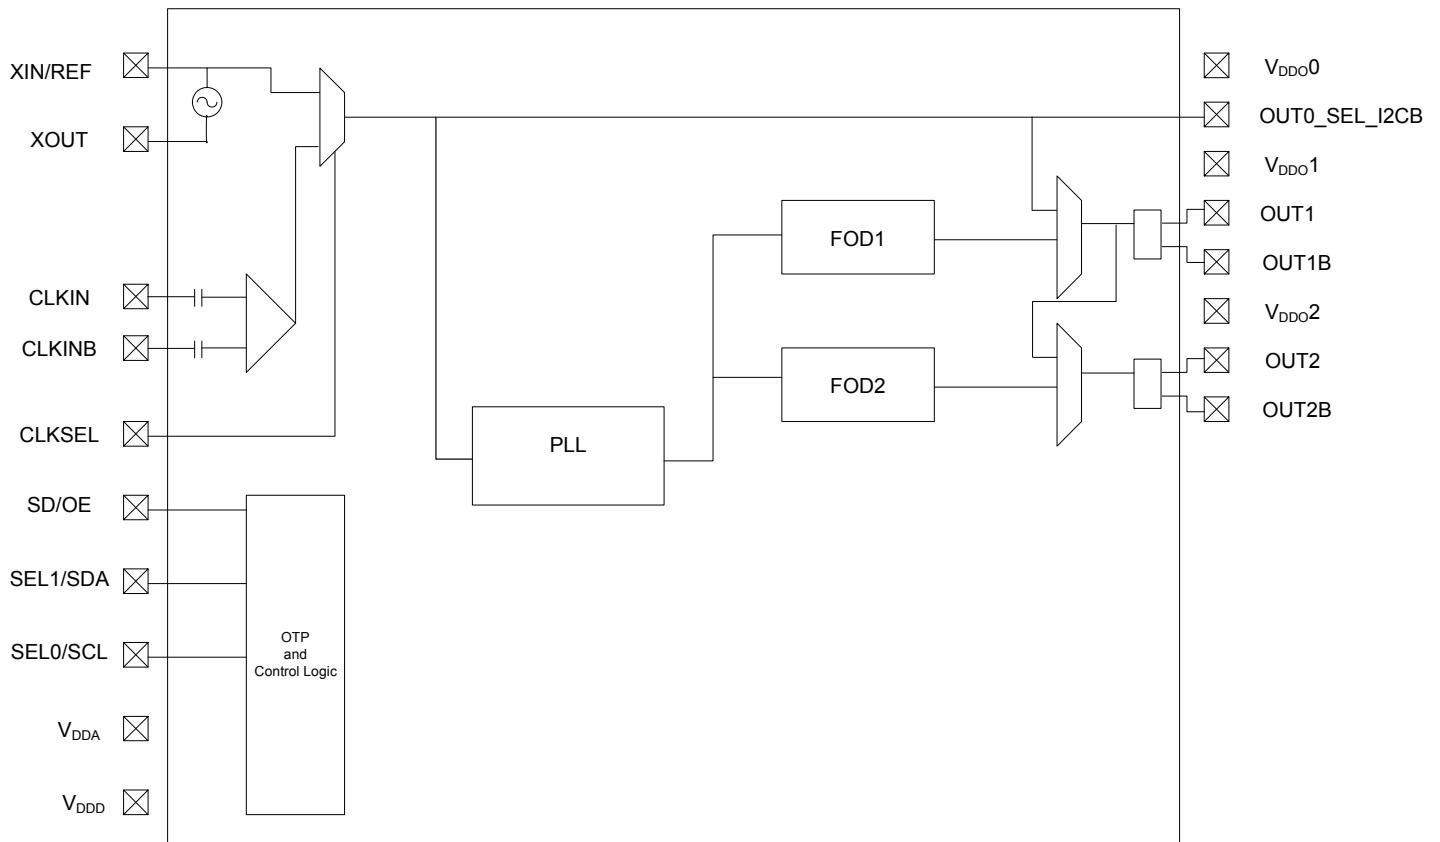 XIN/REF
XOUT
CLKIN
CLKINB
CLKSEL
SD/OE
SEL1/SDA
SEL0/SCL
VDDA
VDDD
OTP
and
Control Logic
PLL
FOD1
FOD2
VDDO0
OUT0_SEL_I2CB
VDDO1
OUT1
OUT1B
VDDO2
OUT2
OUT2B